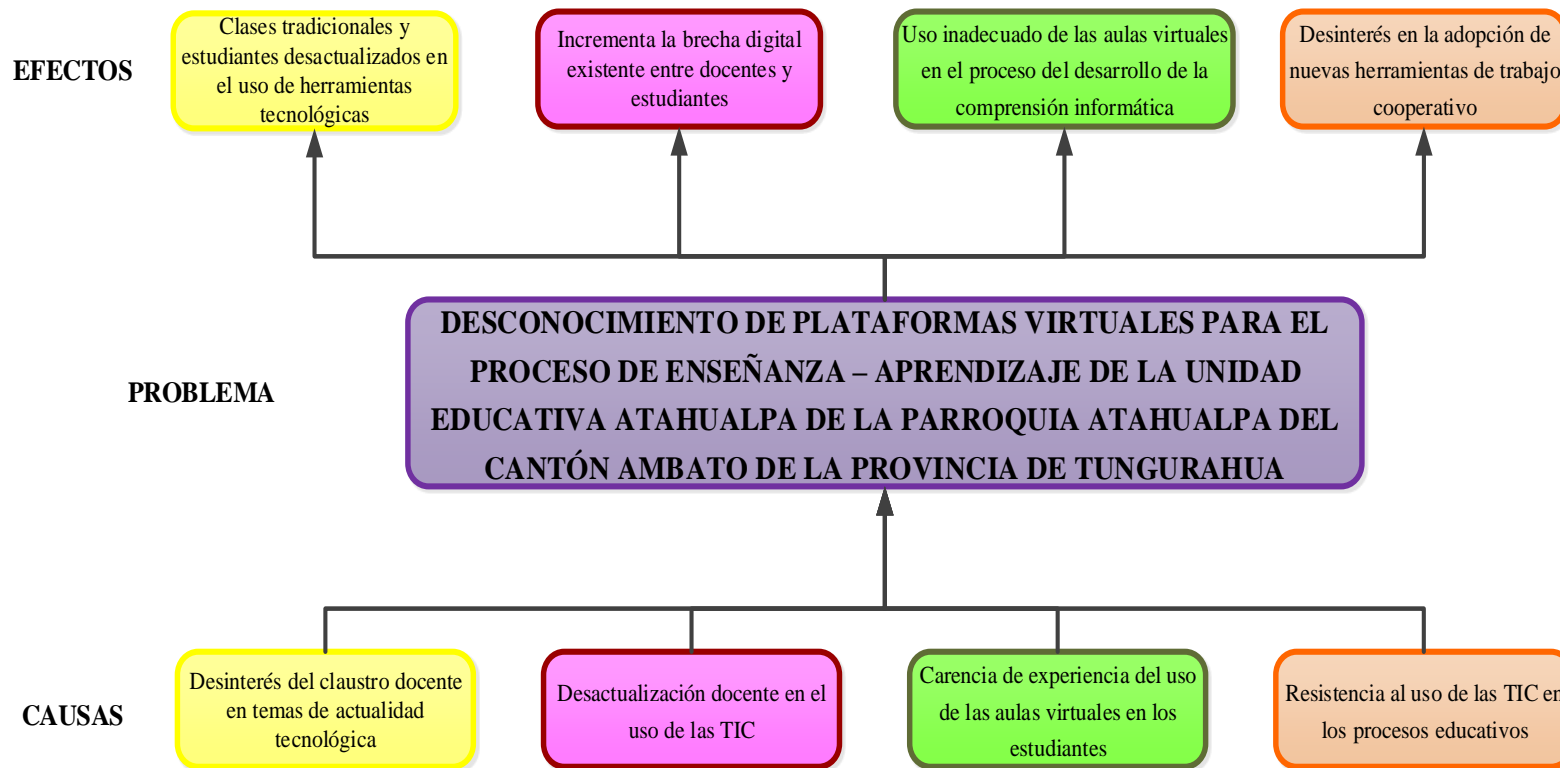 EFECTOS
Clases tradicionales y
estudiantes desactualizados en
el uso de herramientas
tecnológicas
Incrementa la brecha digital
existente entre docentes y
estudiantes
Uso inadecuado de las aulas virtuales
en el proceso del desarrollo de la
comprensión informática
Desinterés en la adopción de
nuevas herramientas de trabajo
cooperativo
PROBLEMA
DESCONOCIMIENTO DE PLATAFORMAS VIRTUALES PARA EL
PROCESO DE ENSEÑANZA – APRENDIZAJE DE LA UNIDAD
EDUCATIVA ATAHUALPA DE LA PARROQUIA ATAHUALPA DEL
CANTÓN AMBATO DE LA PROVINCIA DE TUNGURAHUA
CAUSAS
Desinterés del claustro docente
en temas de actualidad
tecnológica
Desactualización docente en el
uso de las TIC
Carencia de experiencia del uso
de las aulas virtuales en los
estudiantes
Resistencia al uso de las TIC en
los procesos educativos